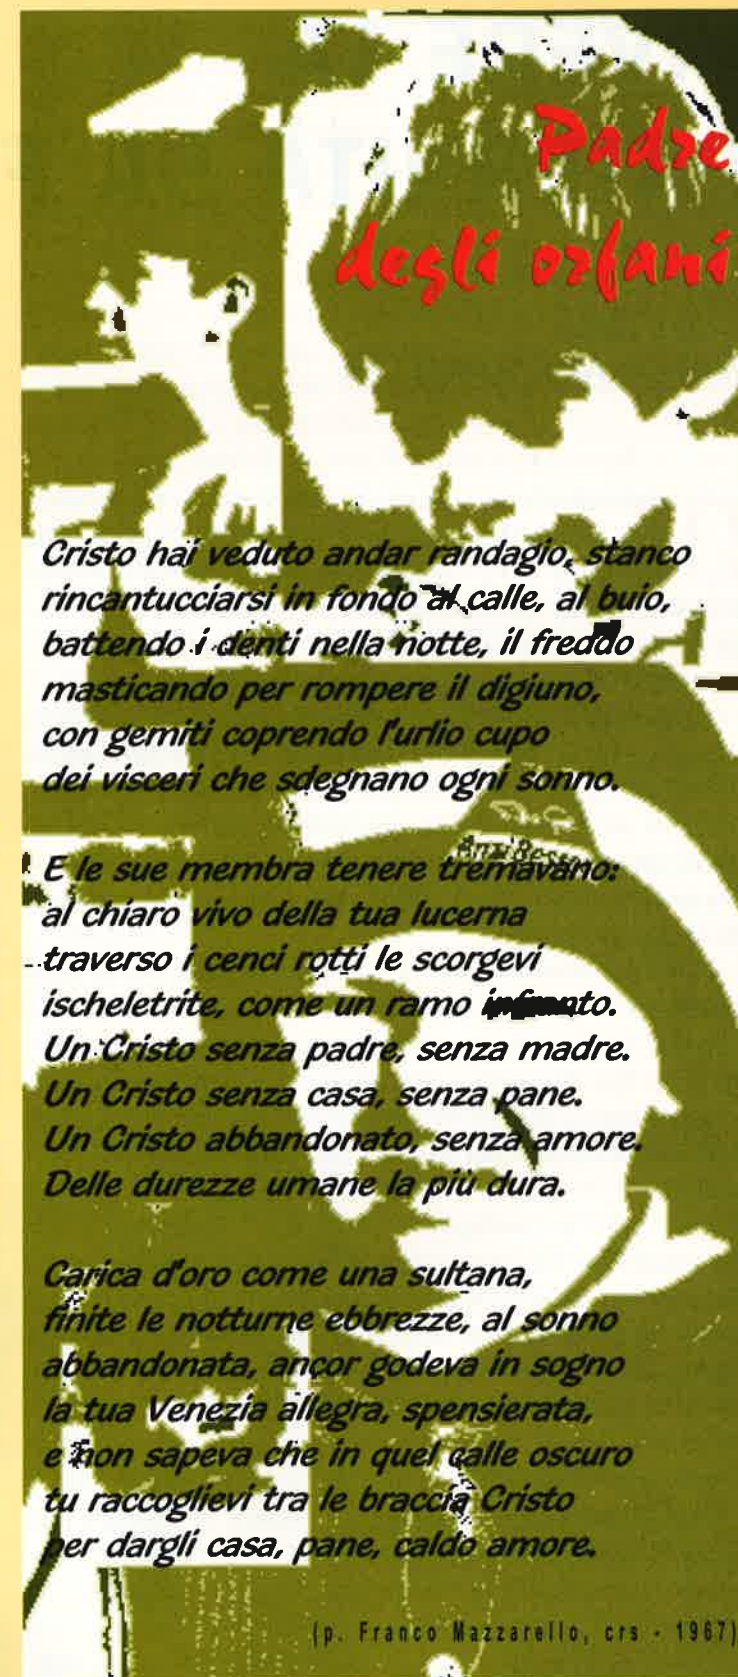 Padre
degli orfani
Cristo hai veduto andar randagio, stanco
rincantucciarsi in fondo al calle, al buio,
battendo i denti nella notte, il freddo
masticando per rompere il digiuno,
con gemiti coprendo l'urlio cupo
dei visceri che sdegnano ogni sonno.
E le sue membra tenere tremavano:
al chiaro vivo della tua lucerna
traverso i cenci rotti le scorgevi
ischeletrite, come un ramo infranto.
Un Cristo senza padre, senza madre.
Un Cristo senza casa, senza pane.
Un Cristo abbandonato, senza amore.
Delle durezze umane la più dura.
Carica d'oro come una sultana,
finite le notturne ebbrezze, al sonno
abbandonata, ancor godeva in sogno
la tua Venezia allegra, spensierata,
e non sapeva che in quel calle oscuro
tu raccoglievi tra le braccia Cristo
per dargli casa, pane, caldo amore.
(p. Franco Mazzarello, crs - 1967)